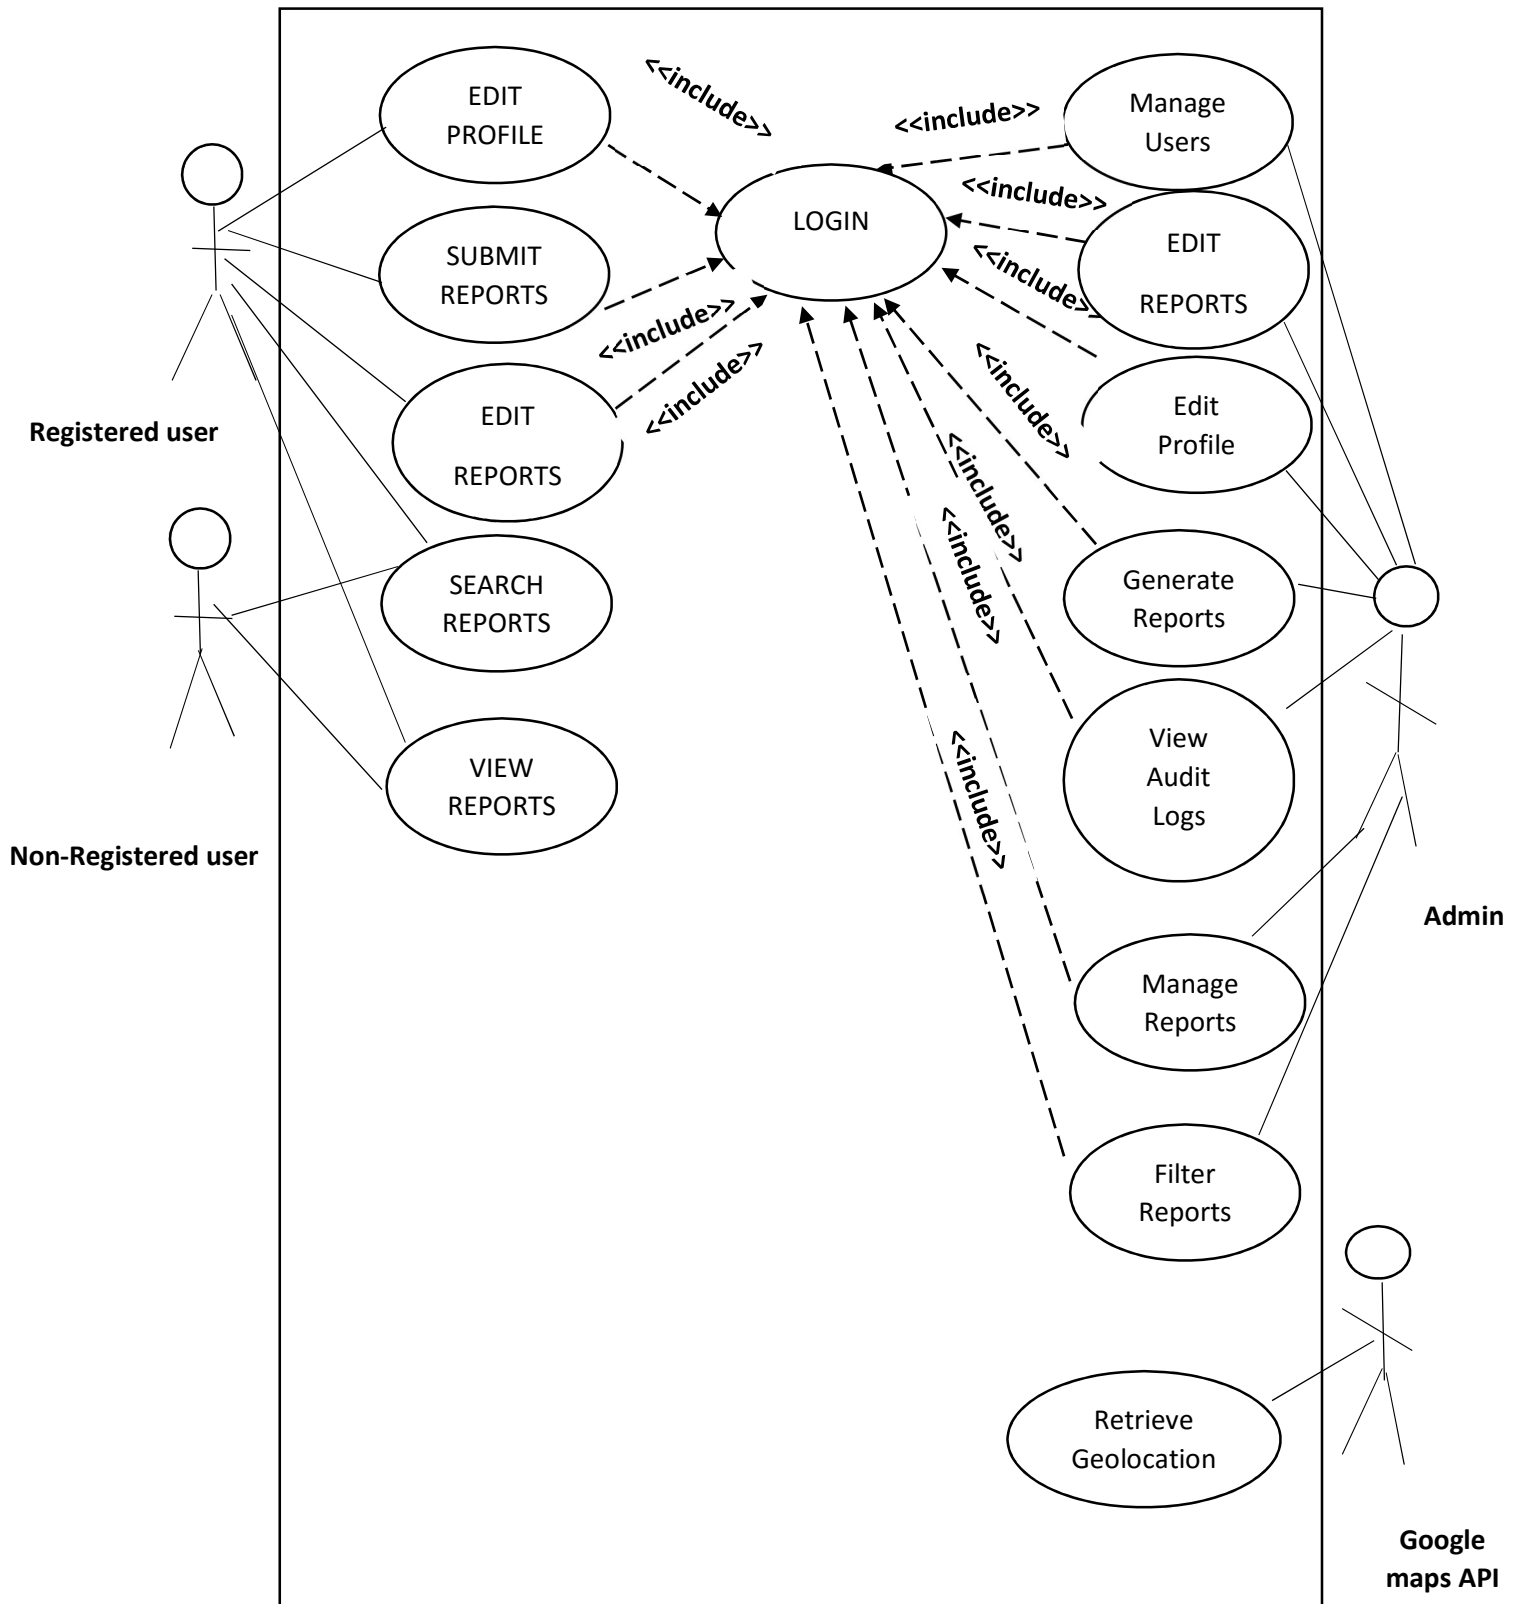 <<include>>
EDIT
PROFILE
<<include>>
Manage
Users
<<include>>
LOGIN
SUBMIT
REPORTS
<<include>>
EDIT
REPORTS
<<include>>
<<include>>
<<include>>
Registered user
EDIT
REPORTS
Edit
Profile
<<include>>
<<include>>
SEARCH
REPORTS
Generate
Reports
VIEW
REPORTS
<<include>>
View
Audit
Logs
Non-Registered user
Admin
Manage
Reports
Filter
Reports
Retrieve
Geolocation
Google
maps API